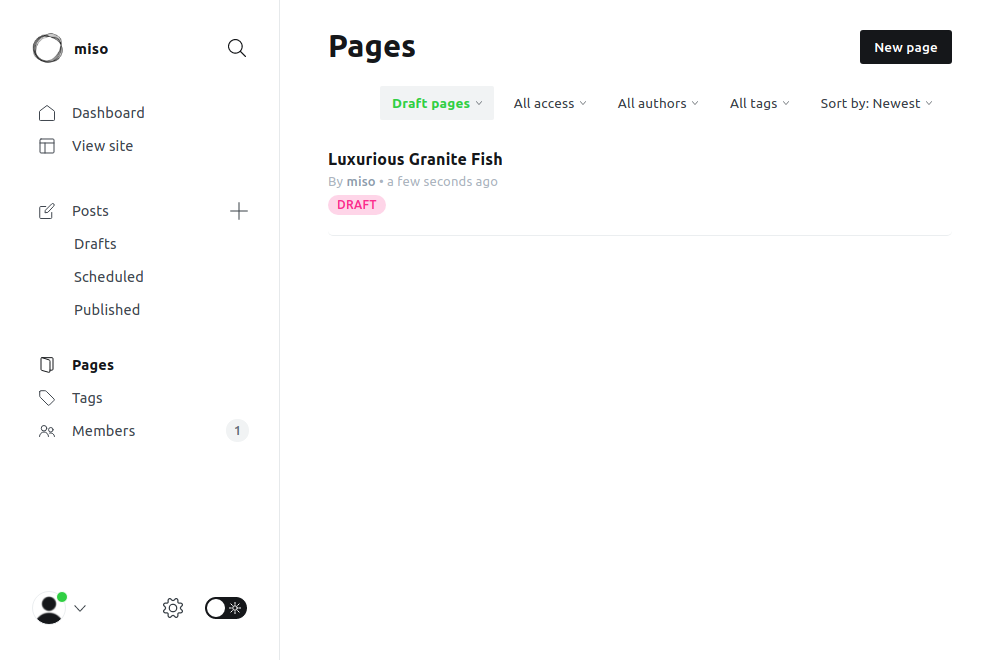 miso
Dashboard
View site
Posts
Drafts
Scheduled
Published
Pages
Tags
Members
1
Pages
New page
Draft pages
All access
All authors
All tags
Sort by: Newest
Luxurious Granite Fish
By miso • a few seconds ago
DRAFT